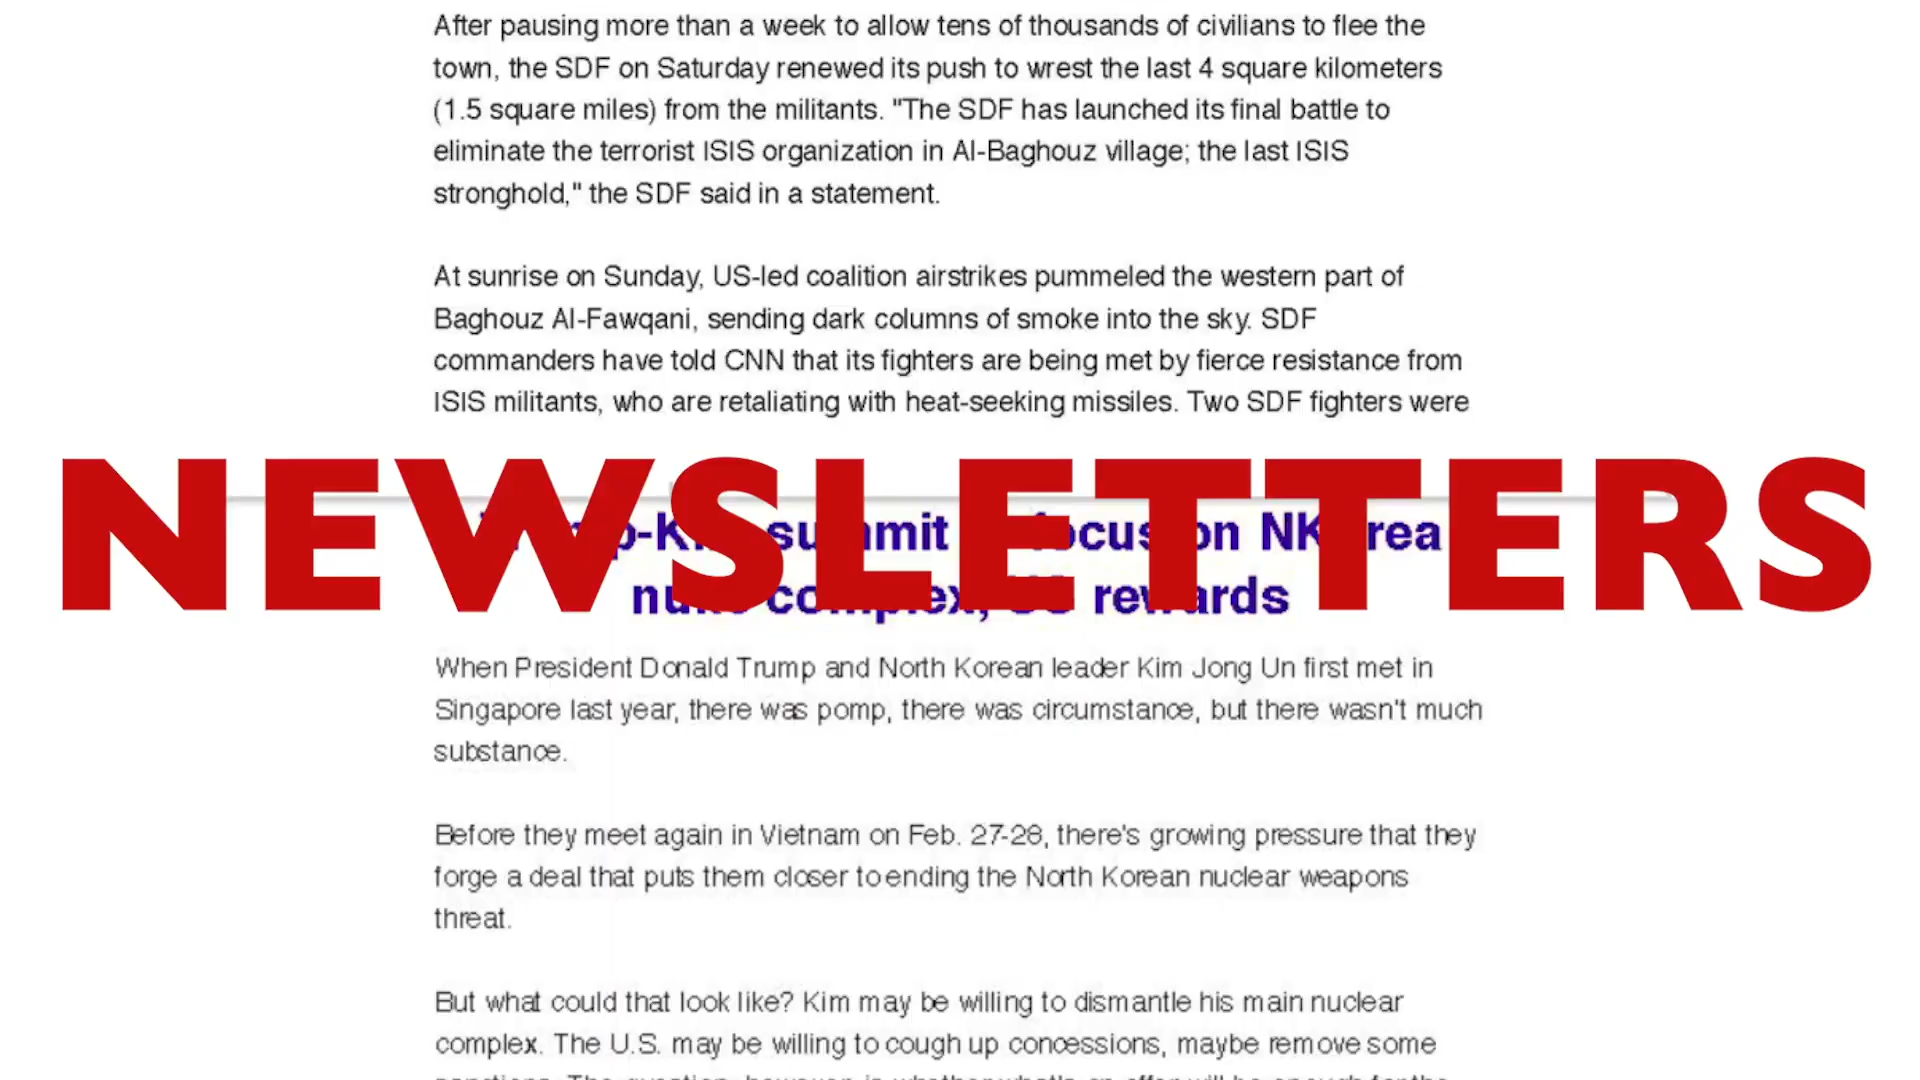 After pausing more than a week to allow tens of thousands of civilians to flee the
town, the SDF on Saturday renewed its push to wrest the last 4 square kilometers
(1.5 square miles) from the militants. "The SDF has launched its final battle to
eliminate the terrorist ISIS organization in Al-Baghouz village; the last ISIS
stronghold," the SDF said in a statement.
At sunrise on Sunday, US-led coalition airstrikes pummeled the western part of
Baghouz Al-Fawqani, sending dark columns of smoke into the sky. SDF
commanders have told CNN that its fighters are being met by fierce resistance from
ISIS militants, who are retaliating with heat-seeking missiles. Two SDF fighters were
NEWSLETTERS
summit focus on NKorea
nuke complex, US rewards
When President Donald Trump and North Korean leader Kim Jong Un first met in
Singapore last year, there was pomp, there was circumstance, but there wasn't much
substance.
Before they meet again in Vietnam on Feb. 27-28, there's growing pressure that they
forge a deal that puts them closer to ending the North Korean nuclear weapons
threat.
But what could that look like? Kim may be willing to dismantle his main nuclear
complex. The U.S. may be willing to cough up concessions, maybe remove some